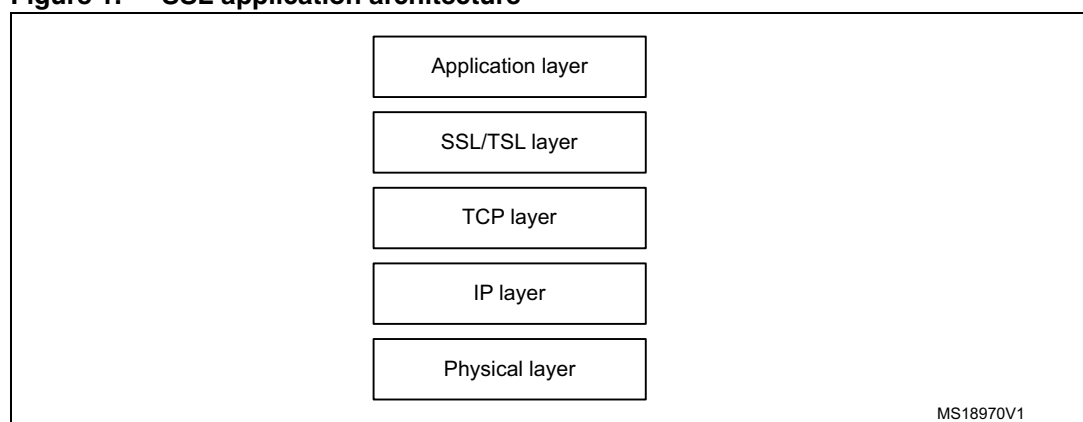 Figure 1. SSL application architecture
Application layer
SSL/TSL layer
TCP layer
IP layer
Physical layer
MS18970V1